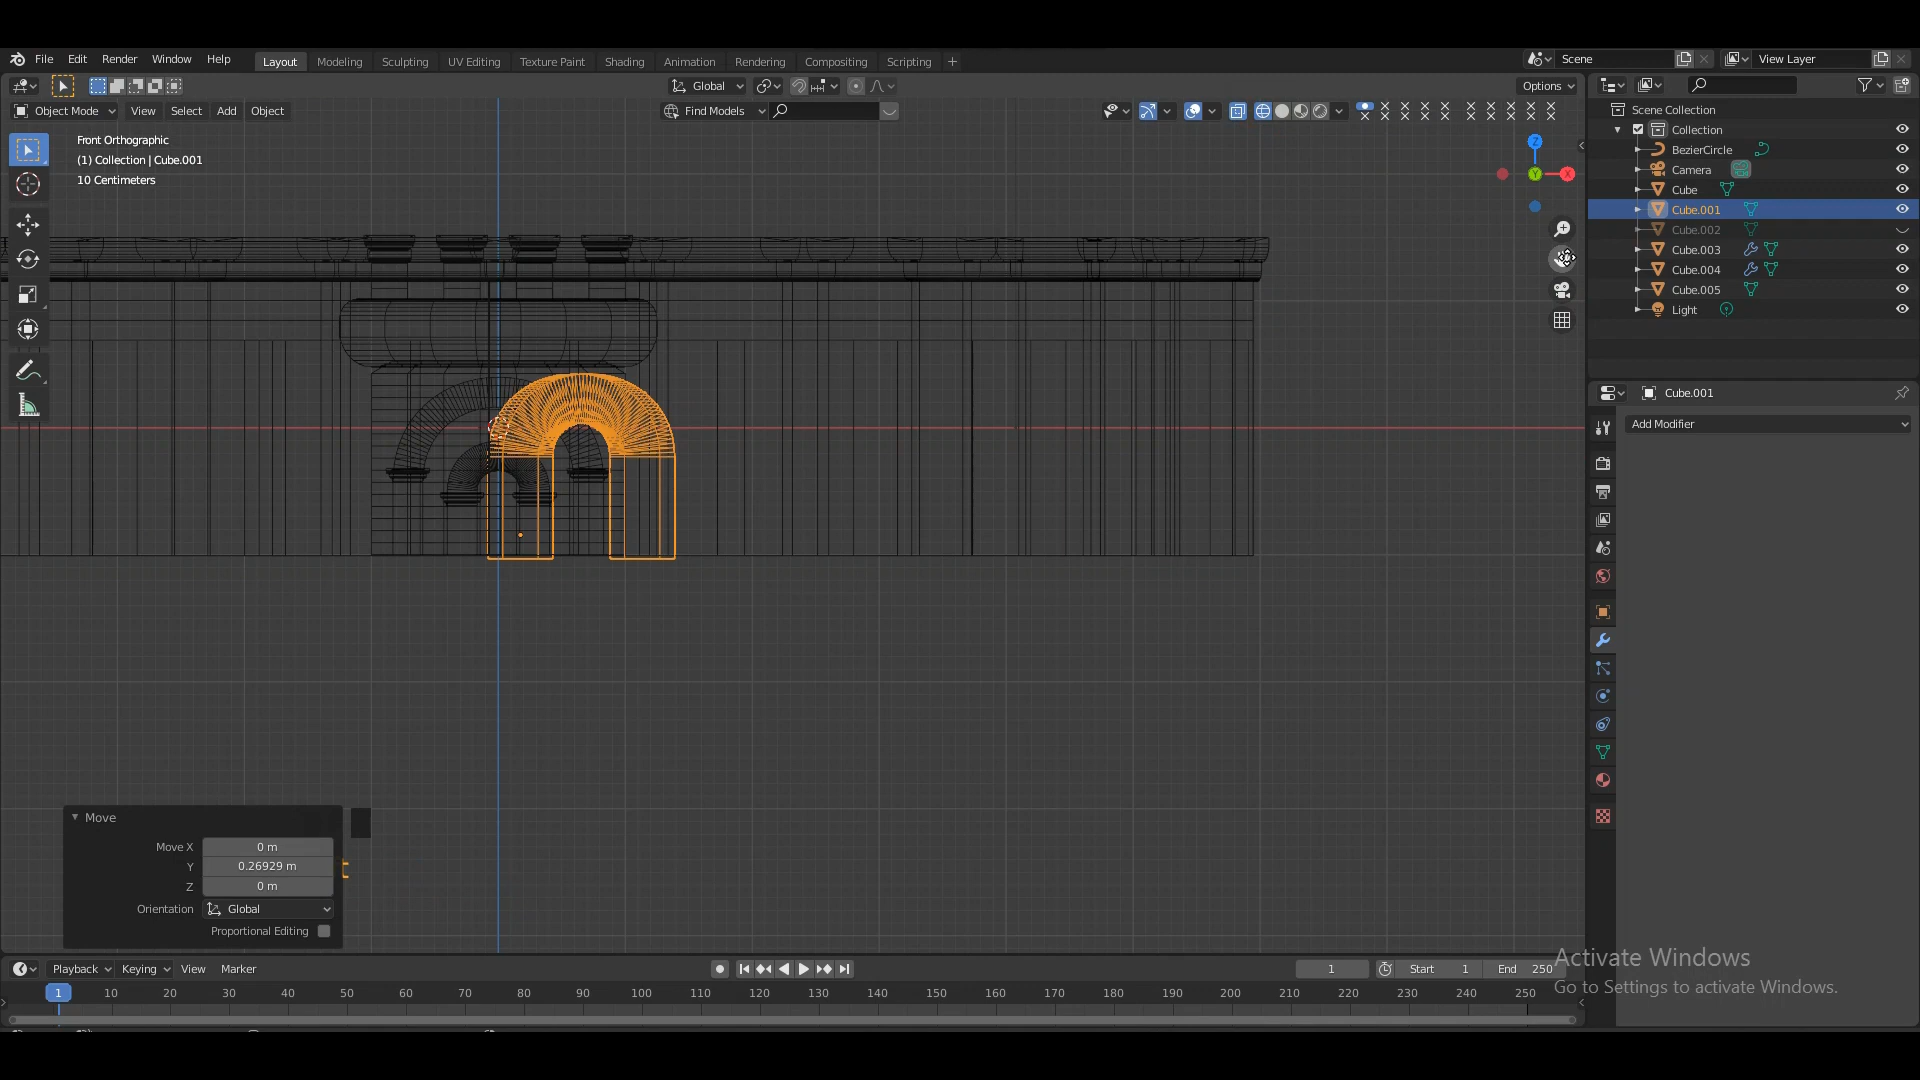 File Edit Render Window Help Layout Modeling Sculpting UV Editing Texture Paint Shading Animation Rendering Compositing Scripting + Scene View Layer
Global Options
Object Mode View Select Add Object Find Models
Front Orthographic
(1) Collection | Cube.001
10 Centimeters
Z
Y
X
Scene Collection
Collection
BezierCircle
Camera
Cube
Cube.001
Cube.002
Cube.003
Cube.004
Cube.005
Light
Cube.001
Add Modifier
Move
Move X 0 m
Y 0.26929 m
Z 0 m
Orientation Global
Proportional Editing
Activate Windows
Go to Settings to activate Windows.
Playback Keying View Marker 1 Start 1 End 250
1 10 20 30 40 50 60 70 80 90 100 110 120 130 140 150 160 170 180 190 200 210 220 230 240 250